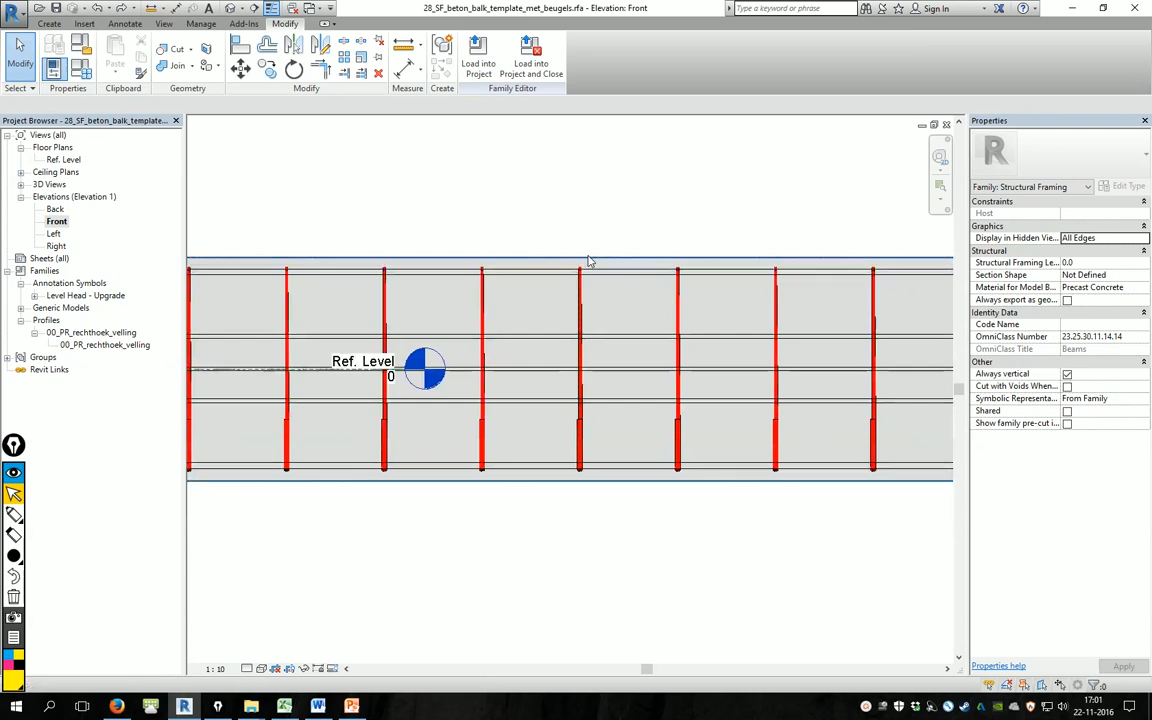 28_SF_beton_balk_template_met_beugels.rfa - Elevation: Front
Type a keyword or phrase
Sign In
Create
Insert
Annotate
View
Manage
Add-Ins
Modify
Modify
Paste
Cut
Join
Load into
Project
Load into
Project and Close
Select
Properties
Clipboard
Geometry
Modify
Measure
Create
Family Editor
Project Browser - 28_SF_beton_balk_template...
Views (all)
Floor Plans
Ref. Level
Ceiling Plans
3D Views
Elevations (Elevation 1)
Back
Front
Left
Right
Sheets (all)
Families
Annotation Symbols
Level Head - Upgrade
Generic Models
Profiles
00_PR_rechthoek_velling
00_PR_rechthoek_velling
Groups
Revit Links
Ref. Level
0
1 : 10
Properties
R
Family: Structural Framing
Edit Type
Constraints
Host
Graphics
Display in Hidden Vie... All Edges
Structural
Structural Framing Le... 0.0
Section Shape Not Defined
Material for Model B... Precast Concrete
Always export as geo...
Identity Data
Code Name
OmniClass Number 23.25.30.11.14.14
OmniClass Title Beams
Other
Always vertical
Cut with Voids When...
Symbolic Representa... From Family
Shared
Show family pre-cut i...
Properties help
Apply
:0
17:01
22-11-2016